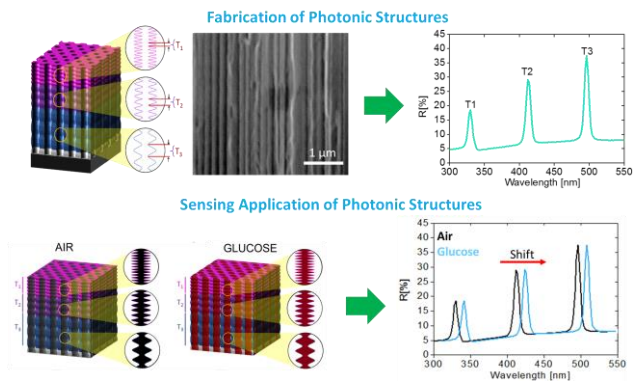 Fabrication of Photonic Structures
T1
T2
T3
1 μm
R[%]
45
40
35
30
25
20
15
10
5
0
T1
T2
T3
300 350 400 450 500 550
Wavelength [nm]
Sensing Application of Photonic Structures
AIR
GLUCOSE
T1
T2
T3
T1
T2
T3
R[%]
45
40
35
30
25
20
15
10
5
0
Air
Glucose
Shift
300 350 400 450 500 550
Wavelength [nm]